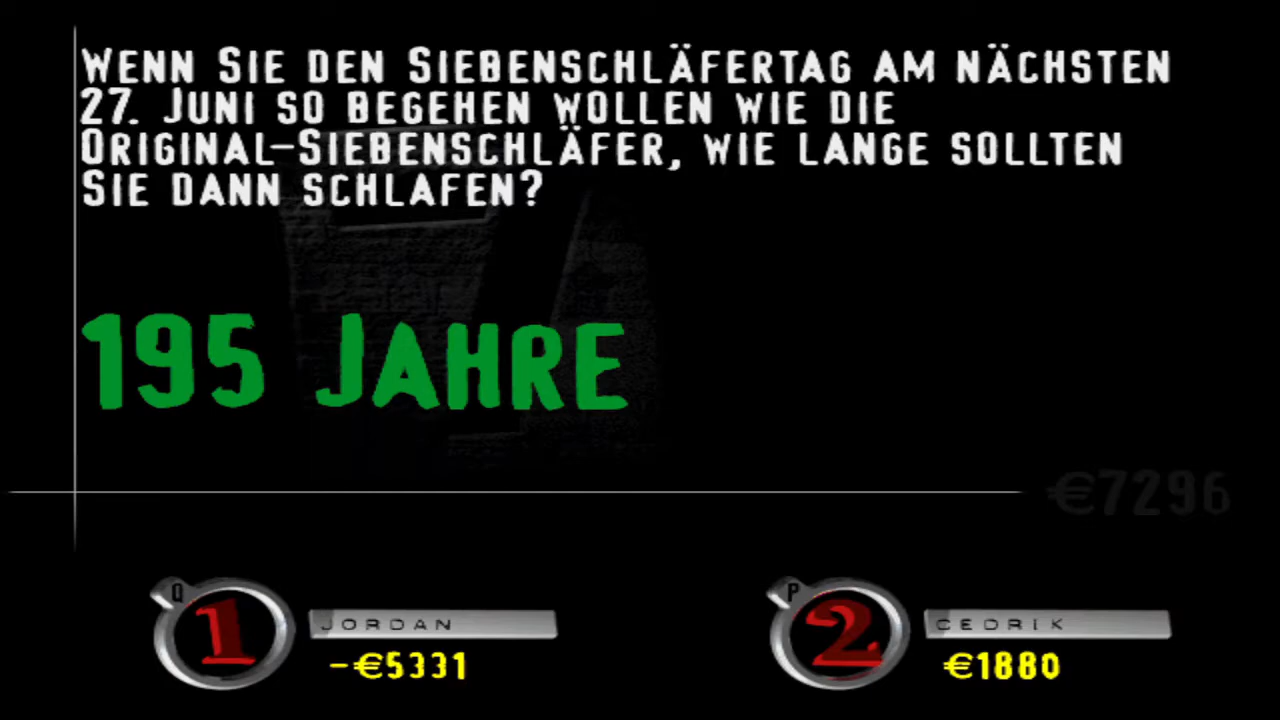 Wenn Sie den Siebenschläfertag am nächsten
27. Juni so begehen wollen wie die
Original-Siebenschläfer, wie lange sollten
Sie dann schlafen?
195 Jahre
€7296
Q
1
JORDAN
-€5331
P
2
CEDRIK
€1880